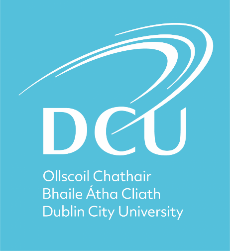 DCU
Ollscoil Chathair
Bhaile Átha Cliath
Dublin City University